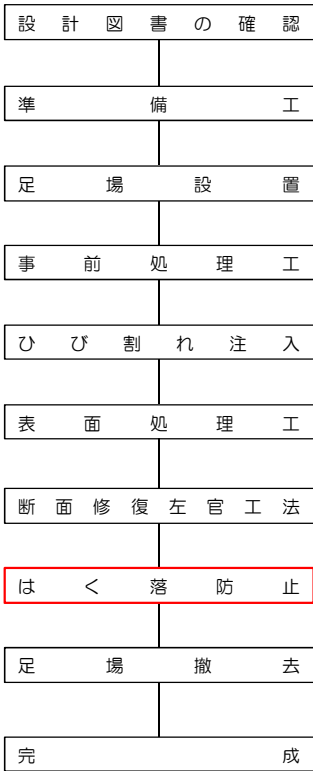 設計図書の確認
準備工
足場設置
事前処理工
ひび割れ注入
表面処理工
断面修復左官工法
はく落防止
足場撤去
完成